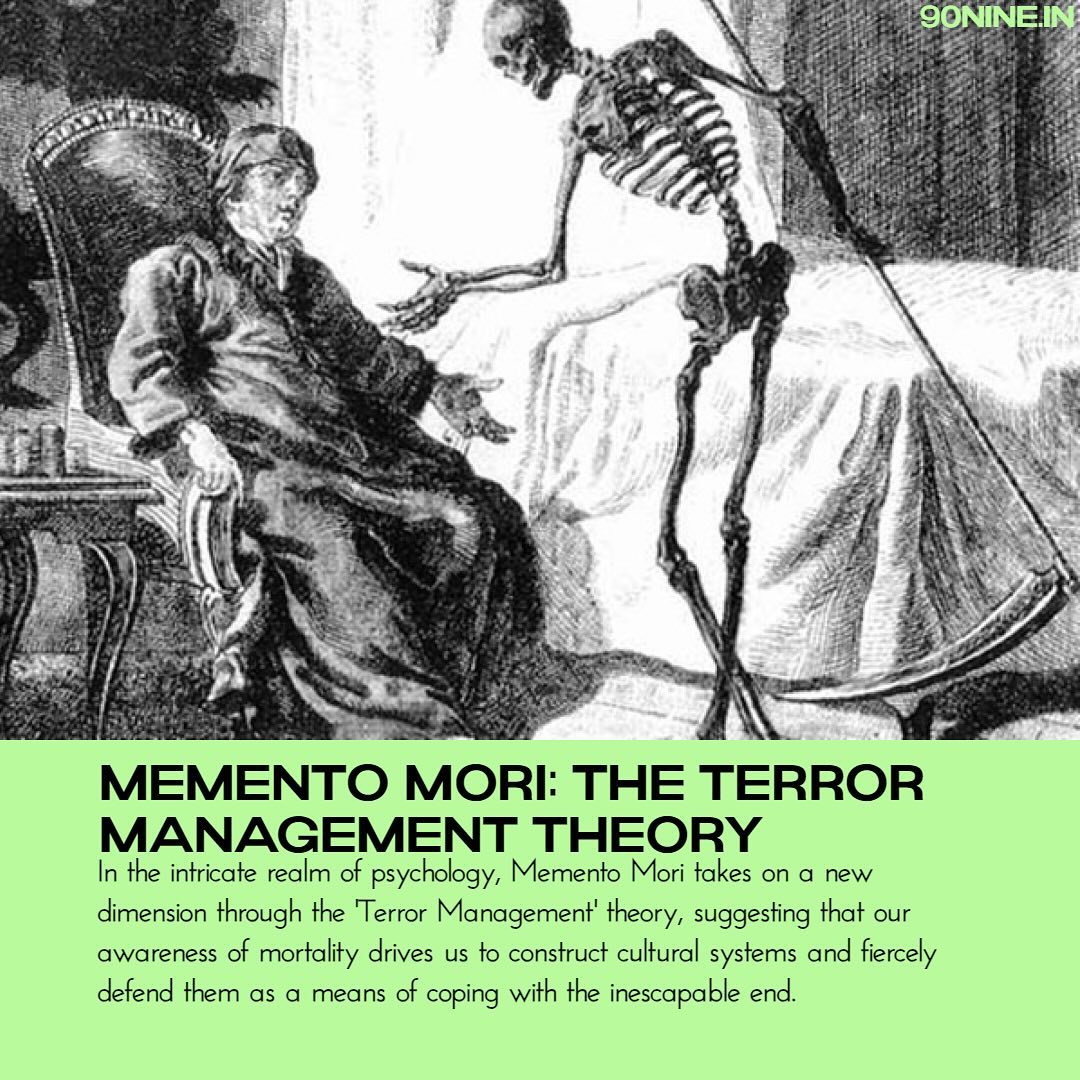 90NINE.IN
MEMENTO MORI: THE TERROR
MANAGEMENT THEORY
In the intricate realm of psychology, Memento Mori takes on a new
dimension through the 'Terror Management' theory, suggesting that our
awareness of mortality drives us to construct cultural systems and fiercely
defend them as a means of coping with the inescapable end.